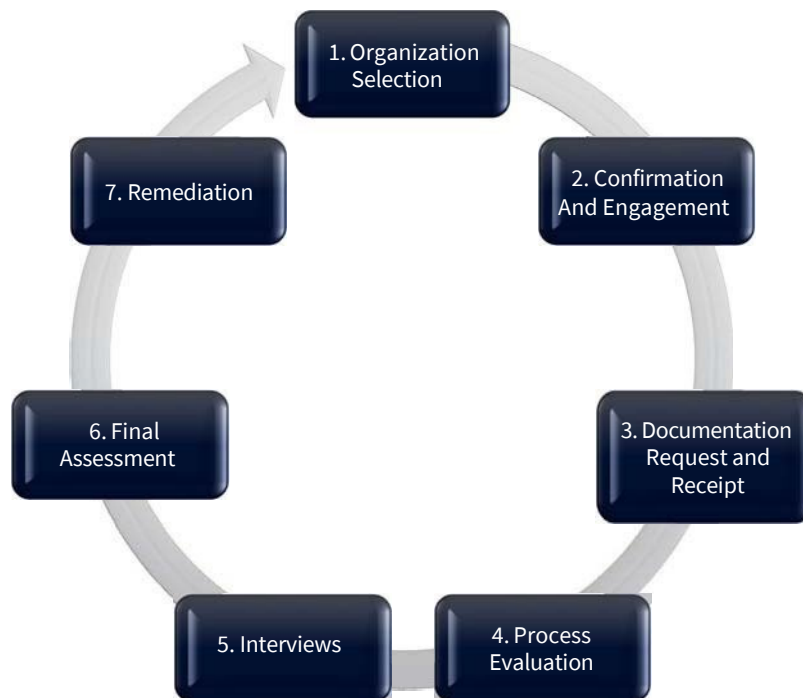 1. Organization
Selection
2. Confirmation
And Engagement
3. Documentation
Request and
Receipt
4. Process
Evaluation
5. Interviews
6. Final
Assessment
7. Remediation